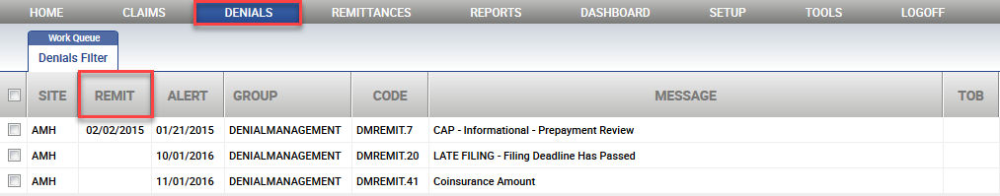 HOME CLAIMS DENIALS REMITTANCES REPORTS DASHBOARD SETUP TOOLS LOGOFF
Work Queue
Denials Filter
SITE REMIT ALERT GROUP CODE MESSAGE TOB
AMH 02/02/2015 01/21/2015 DENIALMANAGEMENT DMREMIT.7 CAP - Informational - Prepayment Review
AMH 10/01/2016 DENIALMANAGEMENT DMREMIT.20 LATE FILING - Filing Deadline Has Passed
AMH 11/01/2016 DENIALMANAGEMENT DMREMIT.41 Coinsurance Amount